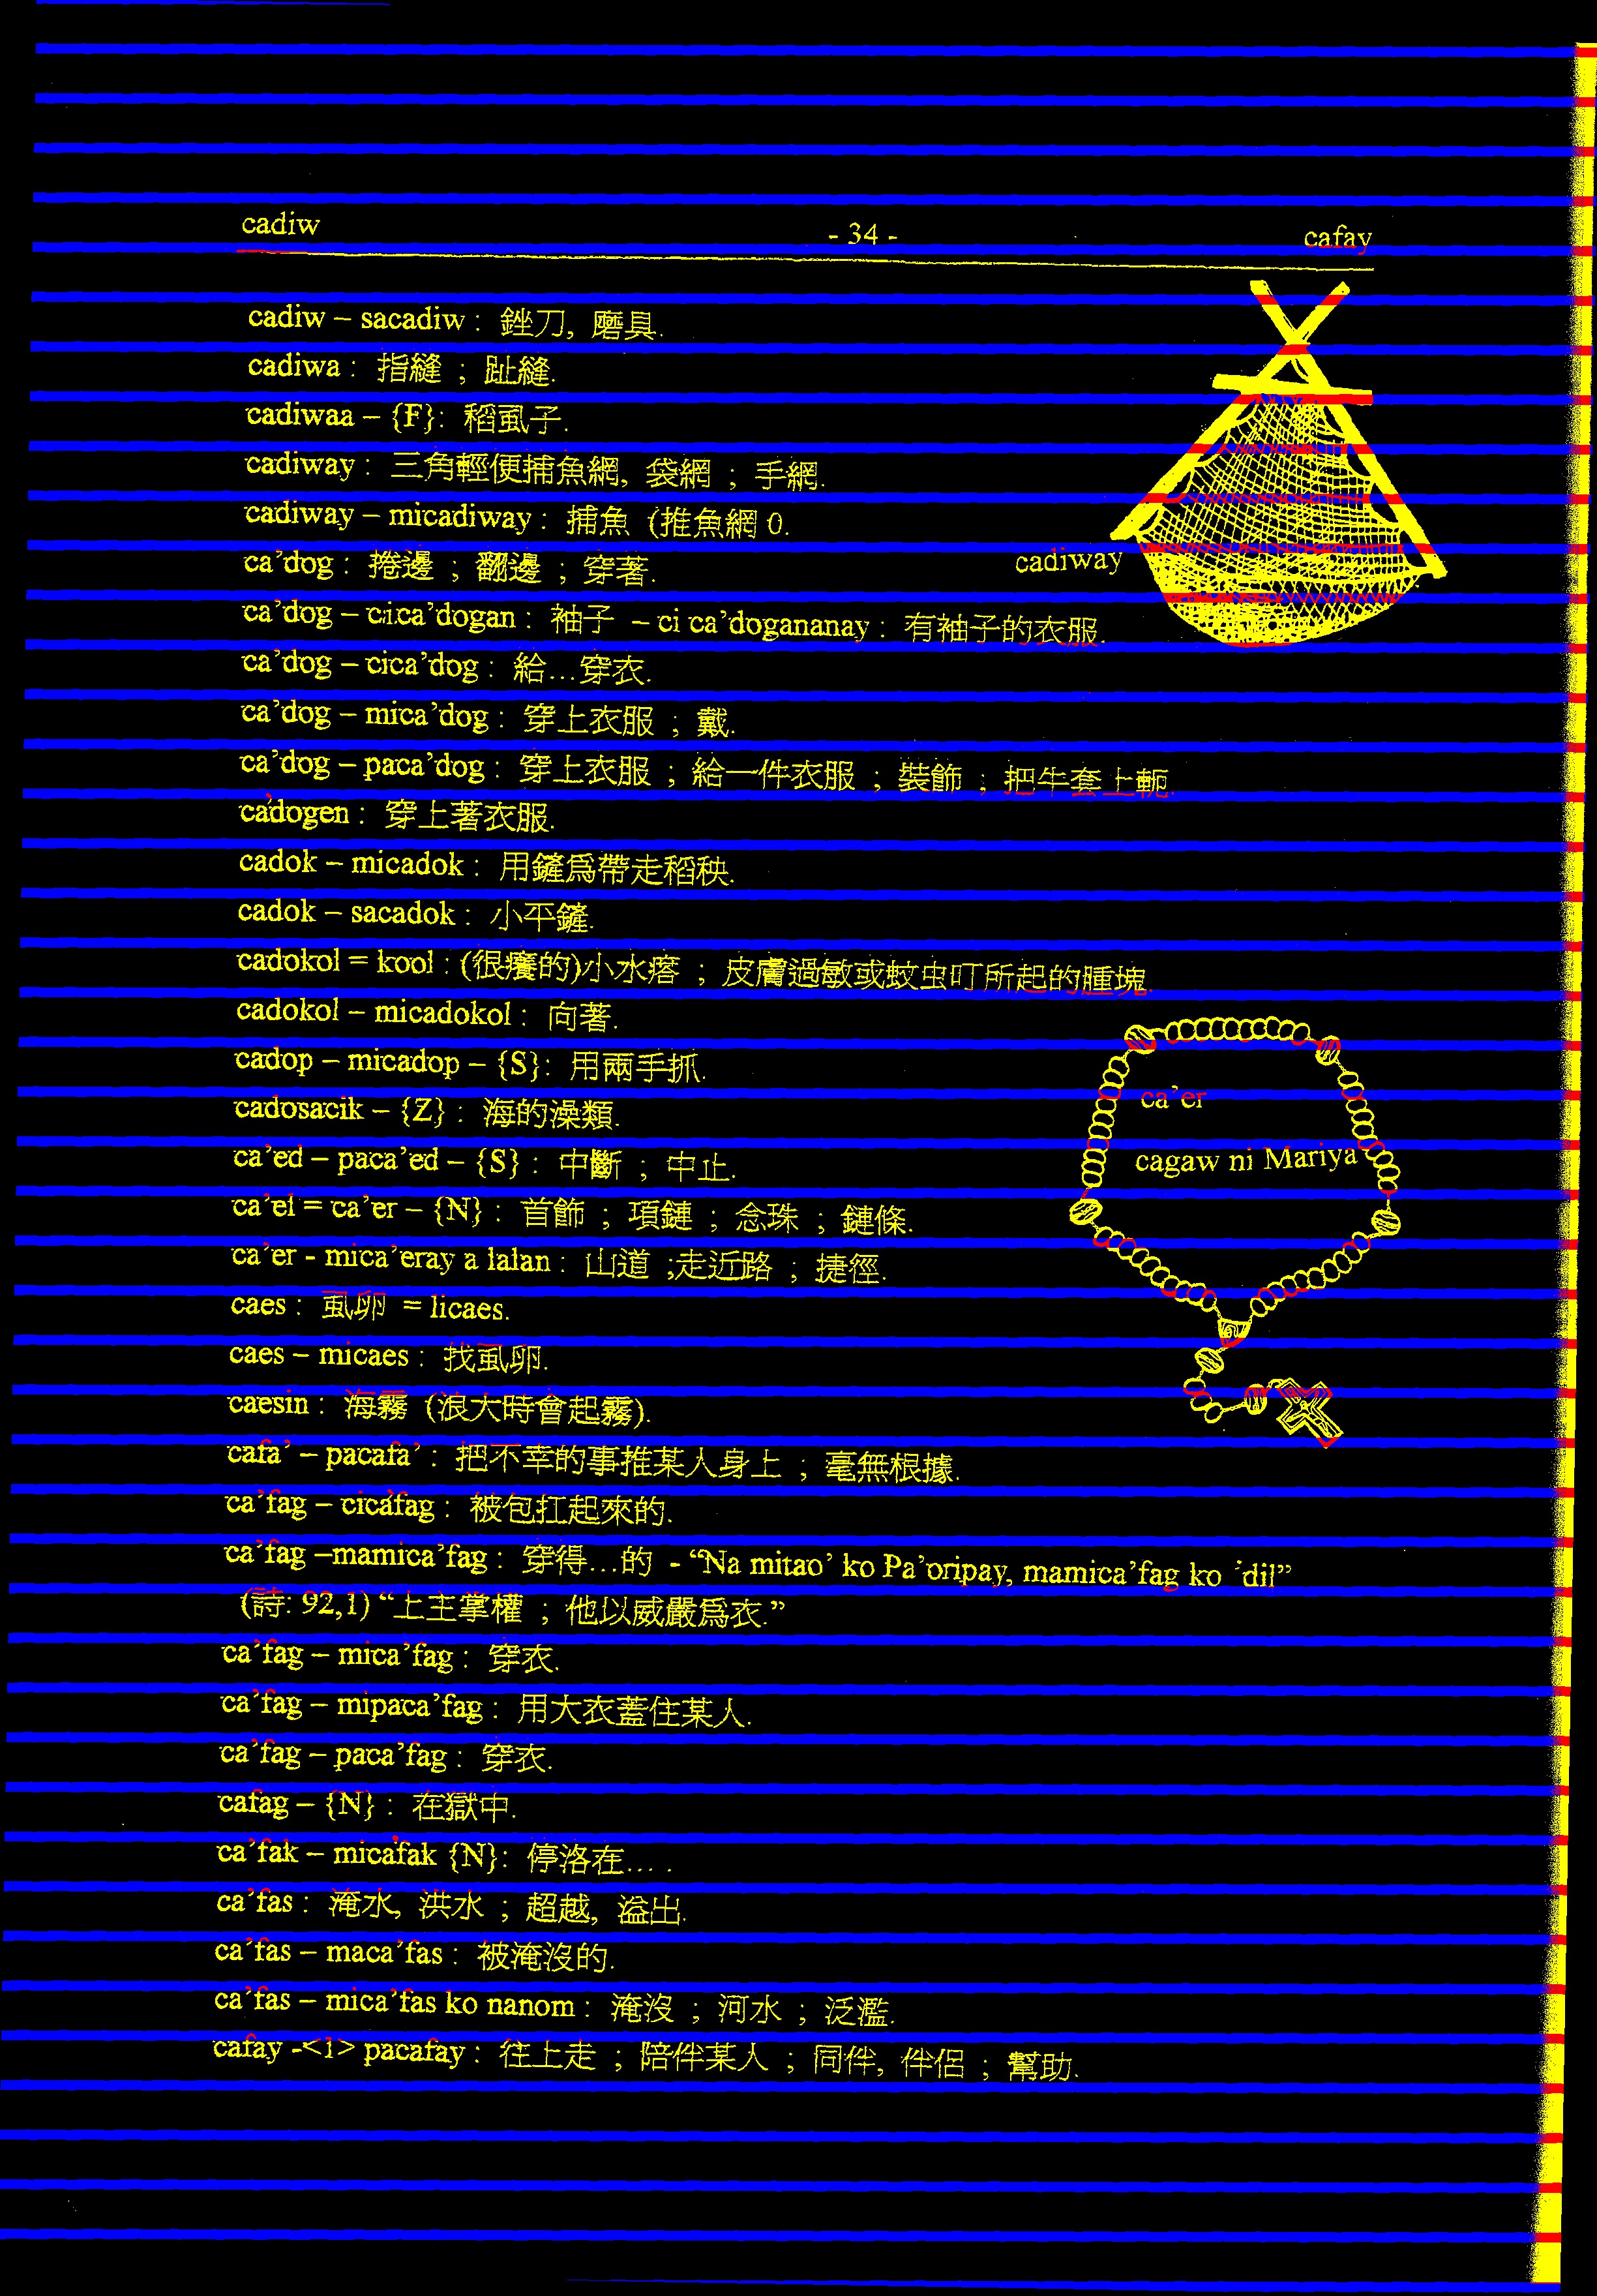 cadiw - 34 - cafay
cadiw – sacadiw : 銼刀, 磨具.
cadiwa : 指縫 ; 趾縫.
cadiwaa – {F}: 稻虱子.
cadiway : 三角輕便捕魚網, 袋網 ; 手網.
cadiway – micadiway : 捕魚 (推魚網 0.
cadiway
ca’dog : 捲邊 ; 翻邊 ; 穿著.
ca’dog – cica’dogan : 袖子 – ci ca’dogananay : 有袖子的衣服.
ca’dog – cica’dog : 給…穿衣.
ca’dog – mica’dog : 穿上衣服 ; 戴.
ca’dog – paca’dog : 穿上衣服 ; 給一件衣服 ; 裝飾 ; 把牛套上軛.
ca'dogen : 穿上著衣服.
cadok – micadok : 用鏟爲帶走稻秧.
cadok – sacadok : 小平鏟.
cadokol = kool : (很癢的)小水瘩 ; 皮膚過敏或蚊虫叮所起的腫塊.
cadokol – micadokol : 向著.
cadop – micadop – {S}: 用兩手抓.
cadosacik – {Z} : 海的澡類.
ca’er
cagaw ni Mariya
ca’ed – paca’ed – {S} : 中斷 ; 中止.
ca’el = ca’er – {N} : 首飾 ; 項鏈 ; 念珠 ; 鏈條.
ca’er - mica’eray a lalan : 山道 ;走近路 ; 捷徑.
caes : 虱卵 = licaes.
caes – micaes : 找虱卵.
caesin : 海霧 (浪大時會起霧).
cafa’ – pacafa’ : 把不幸的事推某人身上 ; 毫無根據.
ca’fag – cica'fag : 被包扛起來的.
ca’fag –mamica’fag : 穿得…的 - “Na mitao’ ko Pa’oripay, mamica’fag ko ’dil”
(詩: 92,1) “上主掌權 ; 他以威嚴爲衣.”
ca’fag – mica’fag : 穿衣.
ca’fag – mipaca’fag : 用大衣蓋住某人.
ca’fag – paca’fag : 穿衣.
cafag – {N} : 在獄中.
ca’fak – mica'fak {N}: 停洛在... .
ca’fas : 淹水, 洪水 ; 超越, 溢出.
ca’fas – maca’fas : 被淹沒的.
ca’fas – mica’fas ko nanom : 淹沒 ; 河水 ; 泛濫.
cafay -<1> pacafay : 往上走 ; 陪伴某人 ; 同伴, 伴侶 ; 幫助.